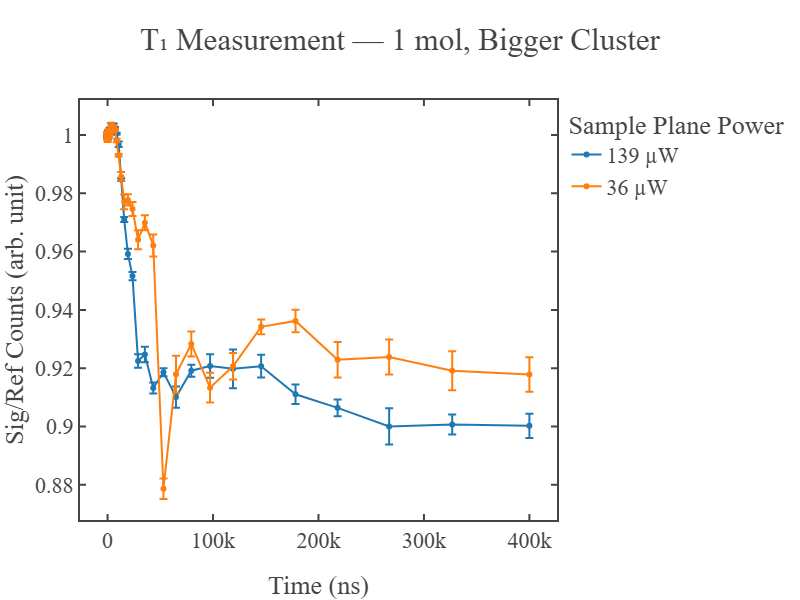 T₁ Measurement — 1 mol, Bigger Cluster
Sample Plane Power
139 µW
36 µW
Sig/Ref Counts (arb. unit)
1
0.98
0.96
0.94
0.92
0.9
0.88
0
100k
200k
300k
400k
Time (ns)